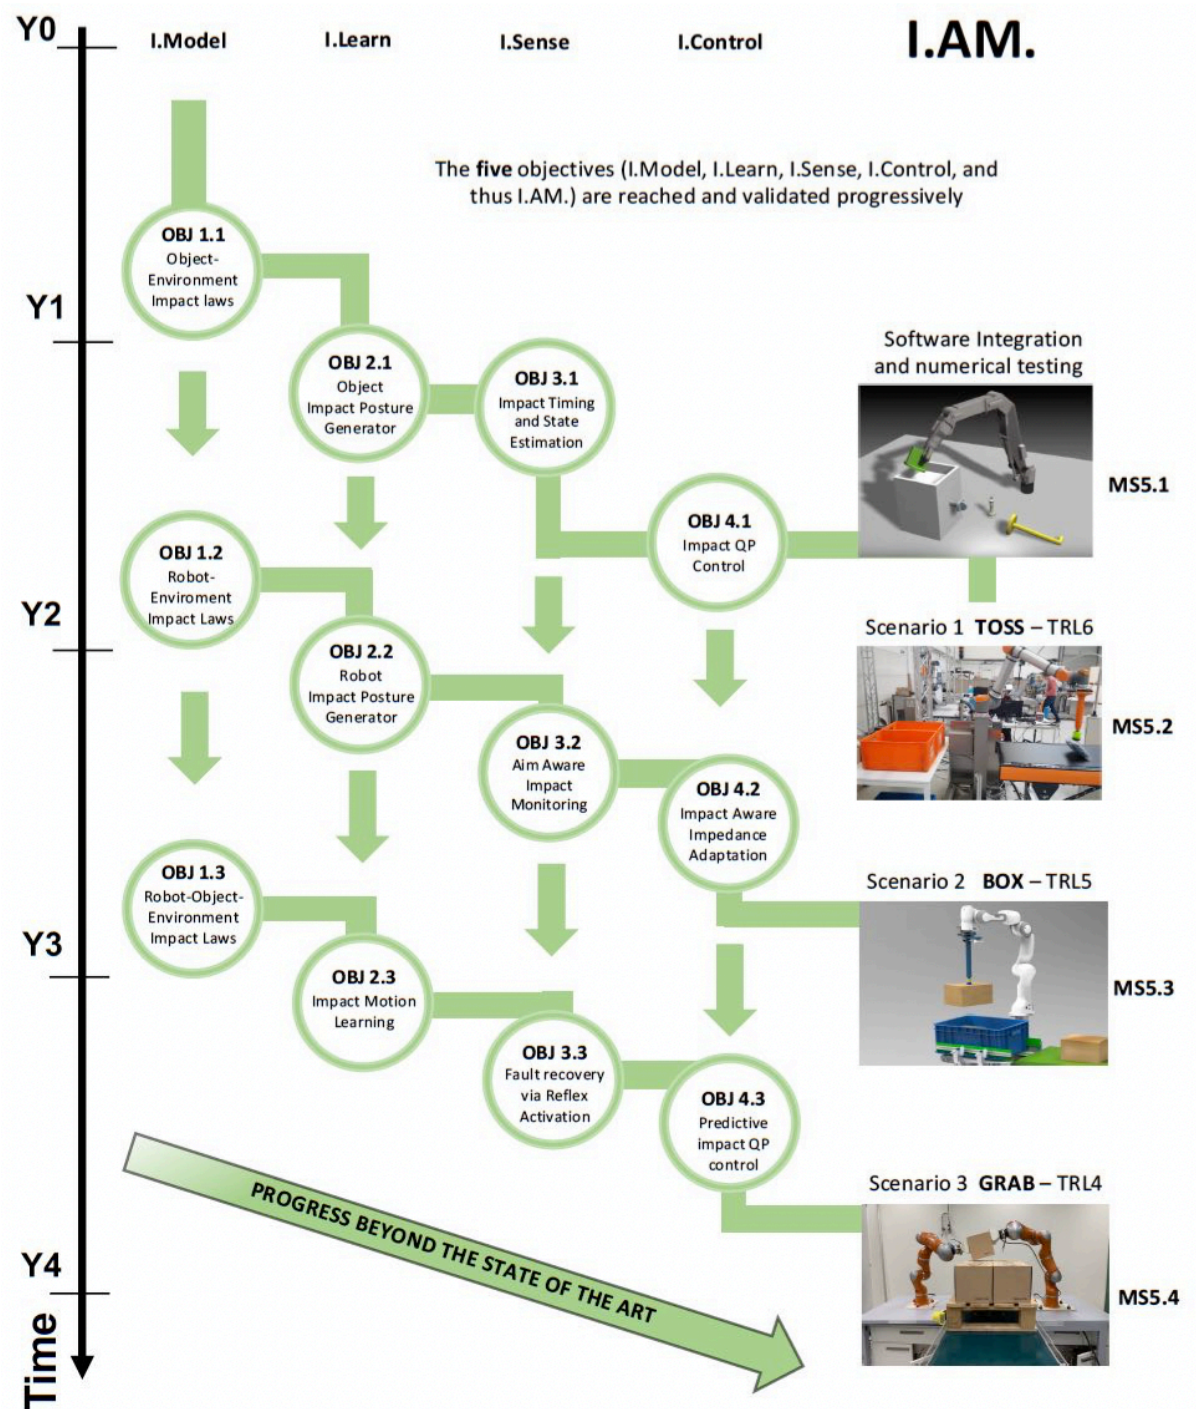 Y0
I.Model
I.Learn
I.Sense
I.Control
I.AM.
The five objectives (I.Model, I.Learn, I.Sense, I.Control, and
thus I.AM.) are reached and validated progressively
OBJ 1.1
Object-
Environment
Impact laws
Y1
OBJ 2.1
Object
Impact Posture
Generator
OBJ 3.1
Impact Timing
and State
Estimation
Software Integration
and numerical testing
MS5.1
OBJ 4.1
Impact QP
Control
OBJ 1.2
Robot-
Enviroment
Impact Laws
Y2
OBJ 2.2
Robot
Impact Posture
Generator
Scenario 1 TOSS – TRL6
MS5.2
OBJ 3.2
Aim Aware
Impact
Monitoring
OBJ 4.2
Impact Aware
Impedance
Adaptation
OBJ 1.3
Robot-Object-
Environment
Impact Laws
Scenario 2 BOX – TRL5
MS5.3
Y3
OBJ 2.3
Impact Motion
Learning
OBJ 3.3
Fault recovery
via Reflex
Activation
OBJ 4.3
Predictive
impact QP
control
Scenario 3 GRAB – TRL4
MS5.4
PROGRESS BEYOND THE STATE OF THE ART
Y4
Time